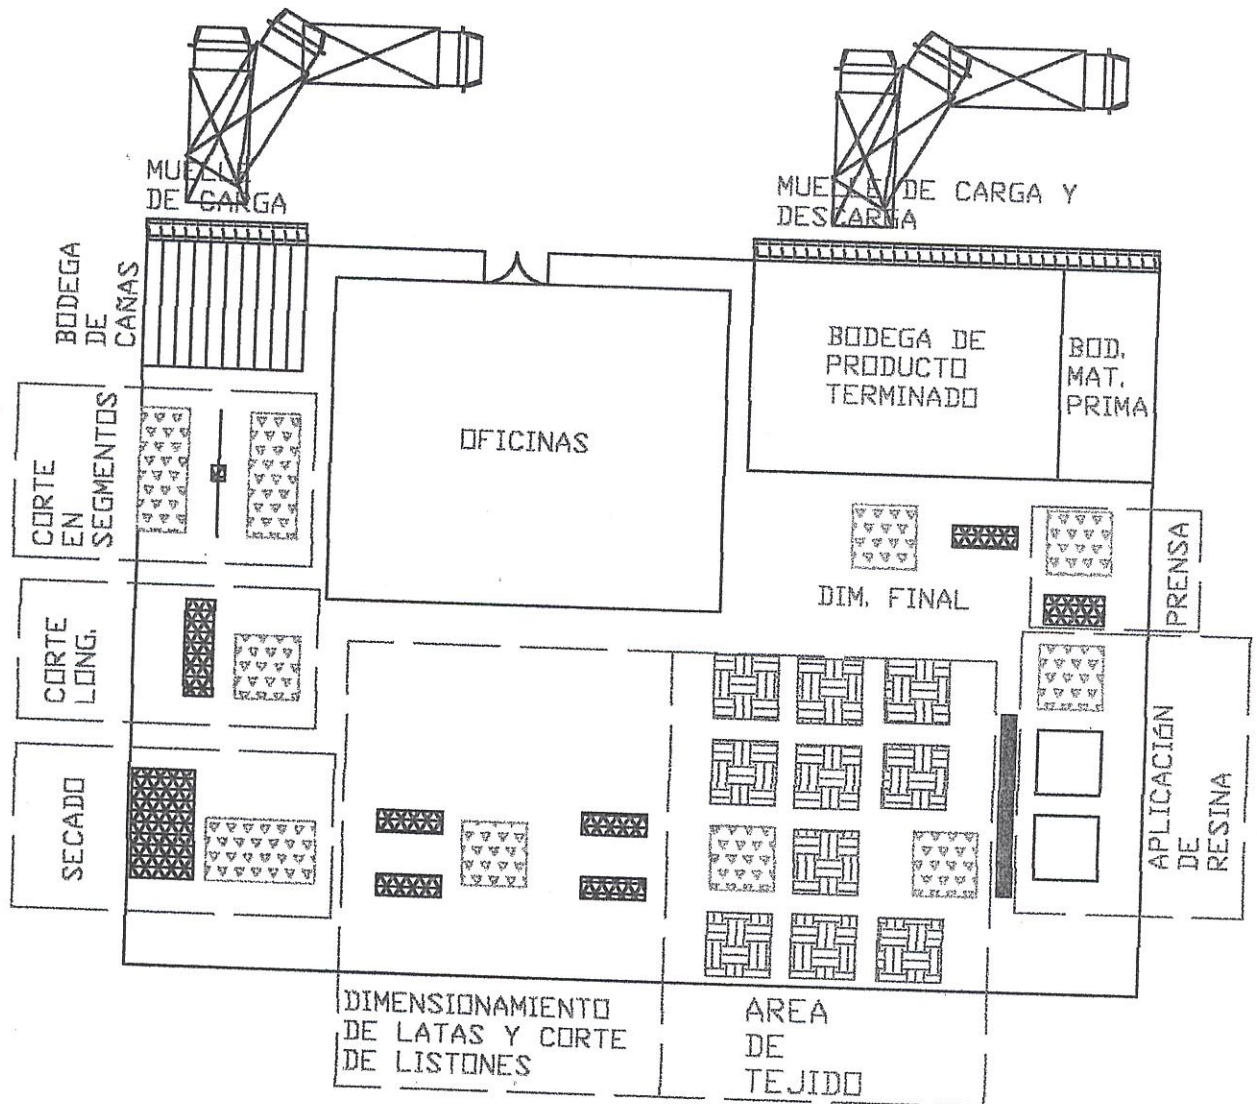 MUELLE
DE CARGA
MUELLE DE CARGA Y
DESCARGA
BODEGA
DE
CAÑAS
BODEGA DE
PRODUCTO
TERMINADO
BOD.
MAT.
PRIMA
OFICINAS
CORTE
EN
SEGMENTOS
DIM. FINAL
PRENSA
CORTE
LONG.
APLICACIÓN
DE
RESINA
SECADO
DIMENSIONAMIENTO
DE LATAS Y CORTE
DE LISTONES
AREA
DE
TEJIDO